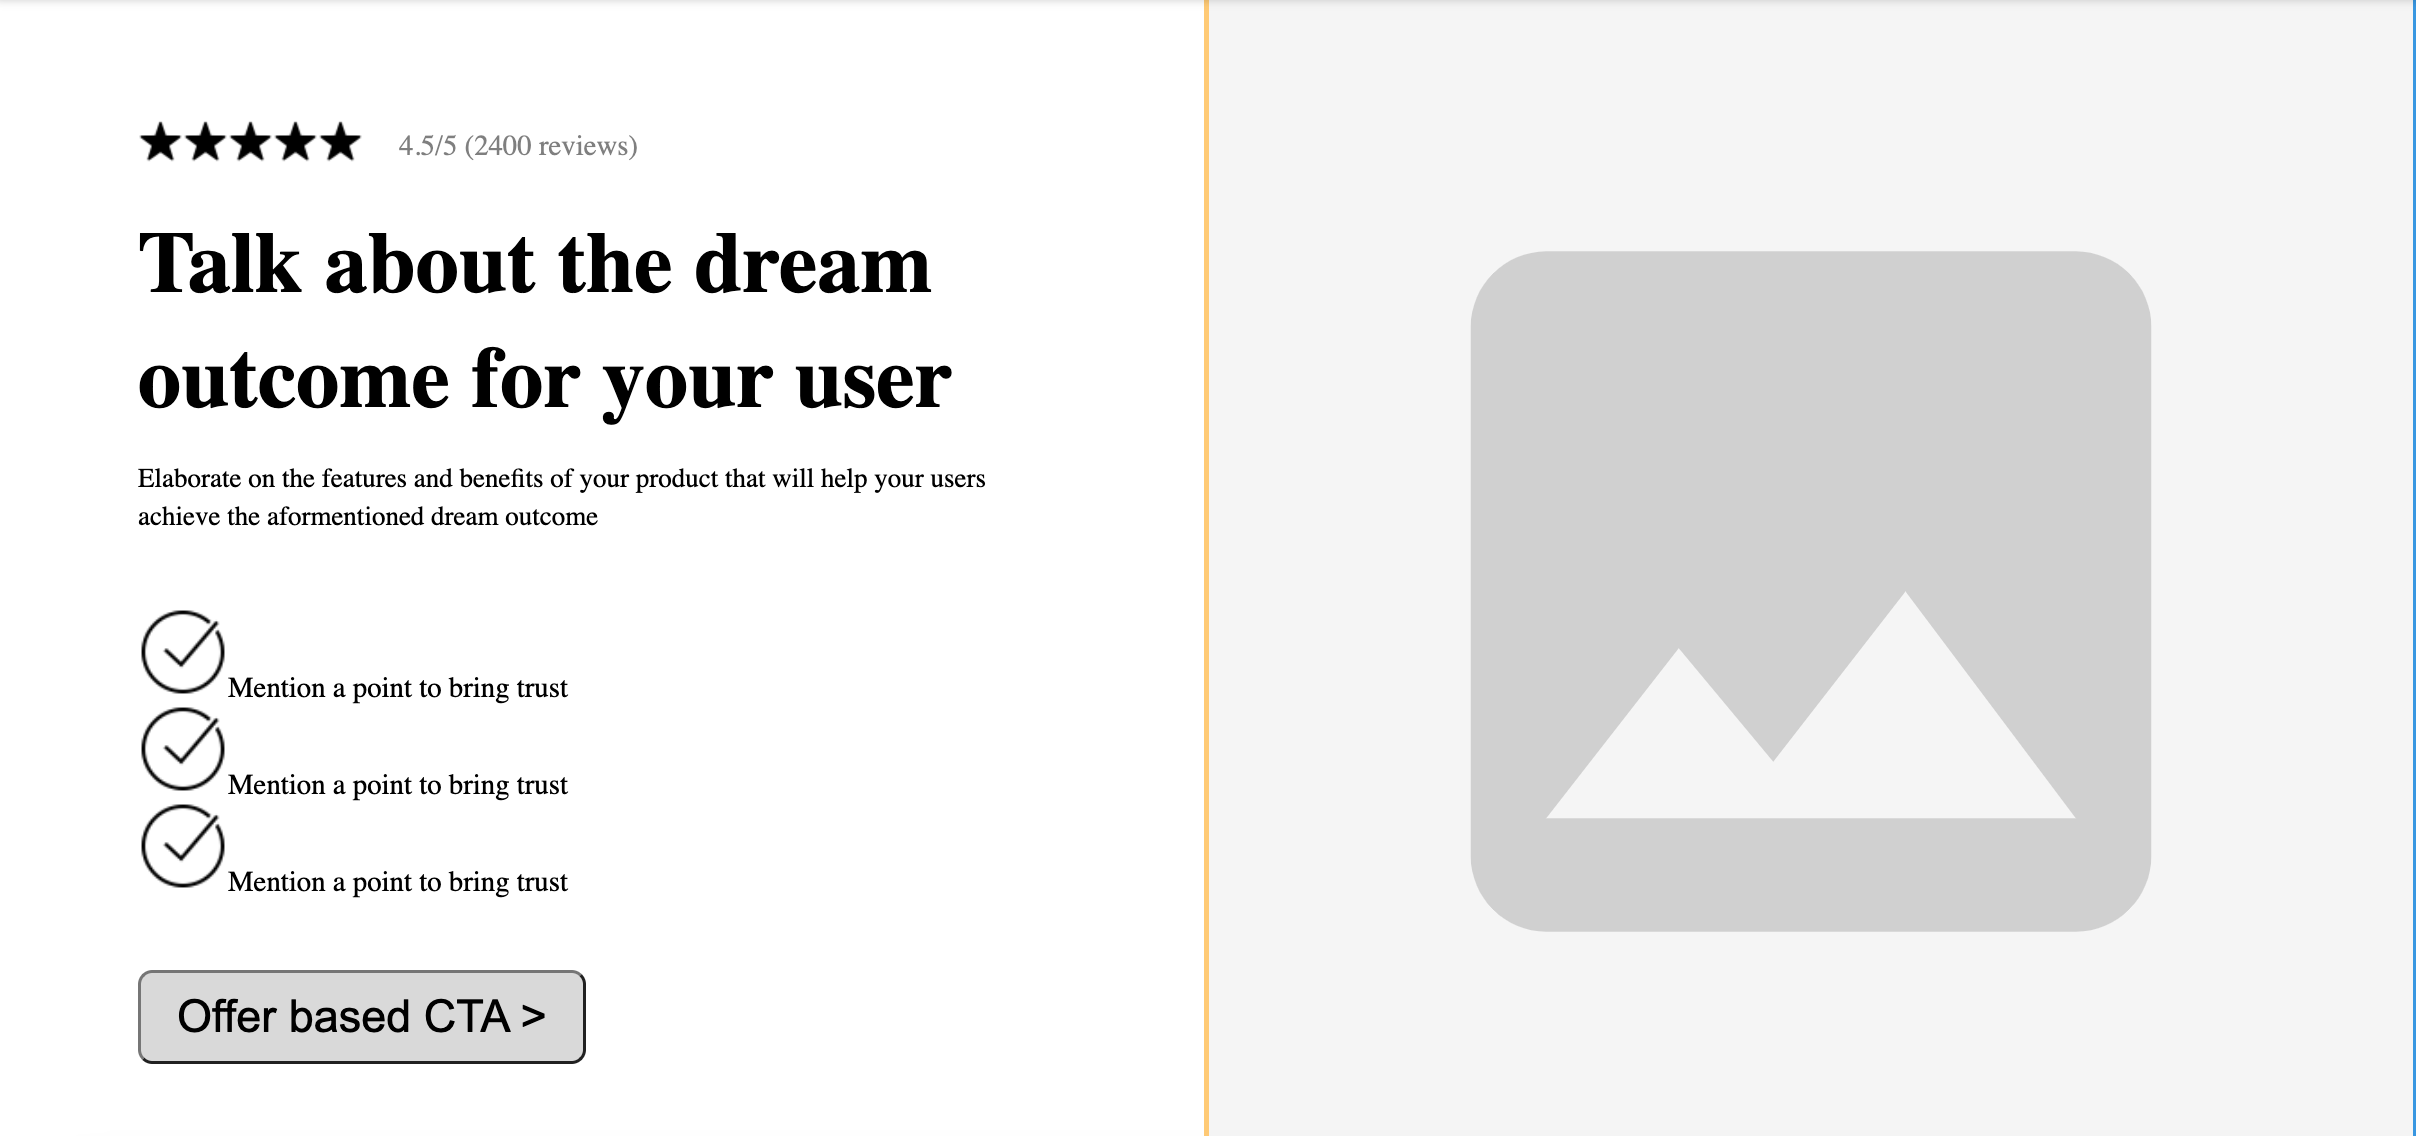 4.5/5 (2400 reviews)
Talk about the dream
outcome for your user
Elaborate on the features and benefits of your product that will help your users
achieve the aformentioned dream outcome
Mention a point to bring trust
Mention a point to bring trust
Mention a point to bring trust
Offer based CTA >